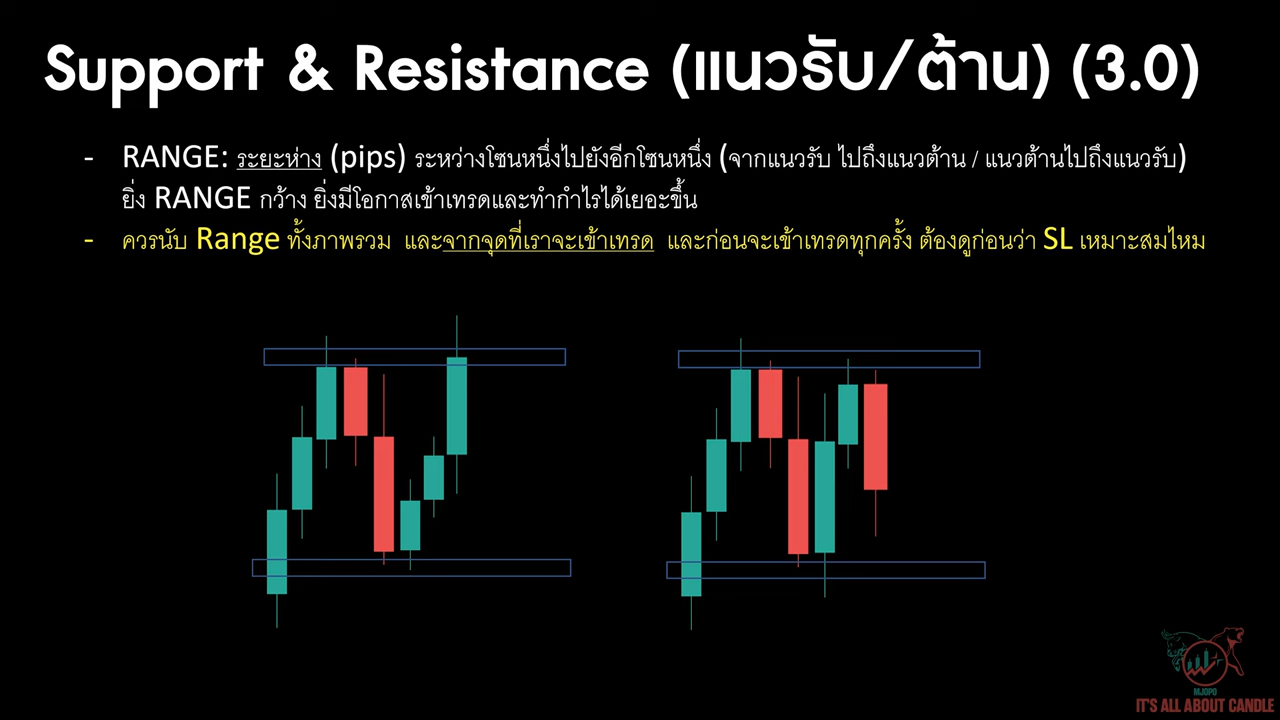 Support & Resistance (แนวรับ/ต้าน) (3.0)
- RANGE: ระยะห่าง (pips) ระหว่างโซนหนึ่งไปยังอีกโซนหนึ่ง (จากแนวรับ ไปถึงแนวต้าน / แนวต้านไปถึงแนวรับ)
ยิ่ง RANGE กว้าง ยิ่งมีโอกาสเข้าเทรดและทำกำไรได้เยอะขึ้น
- ควรนับ Range ทั้งภาพรวม และจากจุดที่เราจะเข้าเทรด และก่อนจะเข้าเทรดทุกครั้ง ต้องดูก่อนว่า SL เหมาะสมไหม
MJOPO
IT'S ALL ABOUT CANDLE